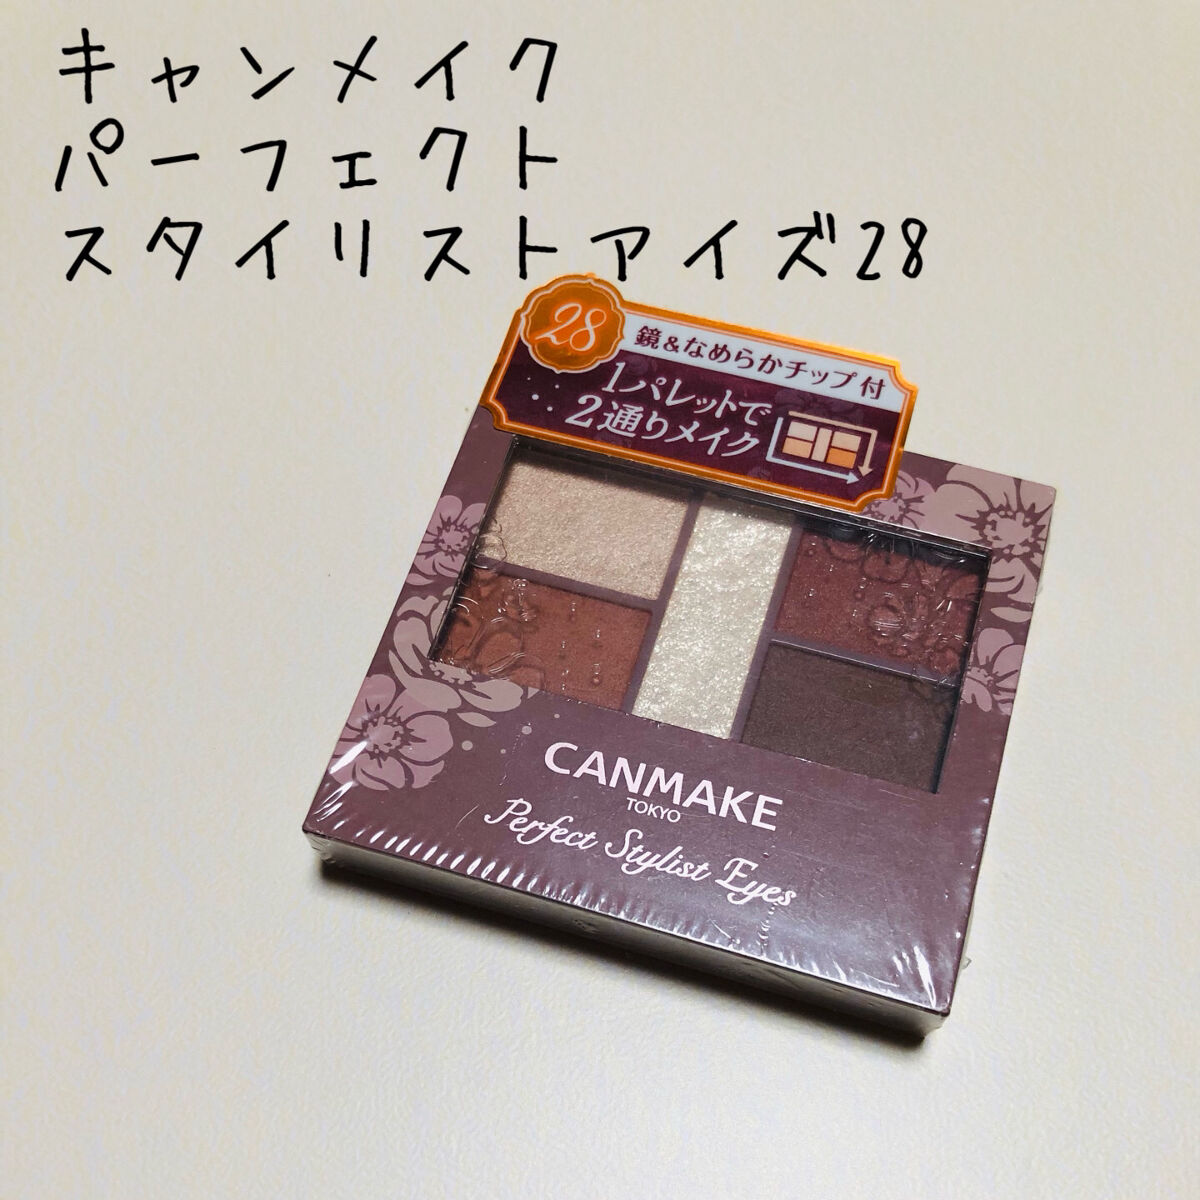 キャンメイク
パーフェクト
スタイリストアイズ28
28
鏡&なめらかチップ付
1パレットで
2通りメイク
CANMAKE
TOKYO
Perfect Stylist Eyes